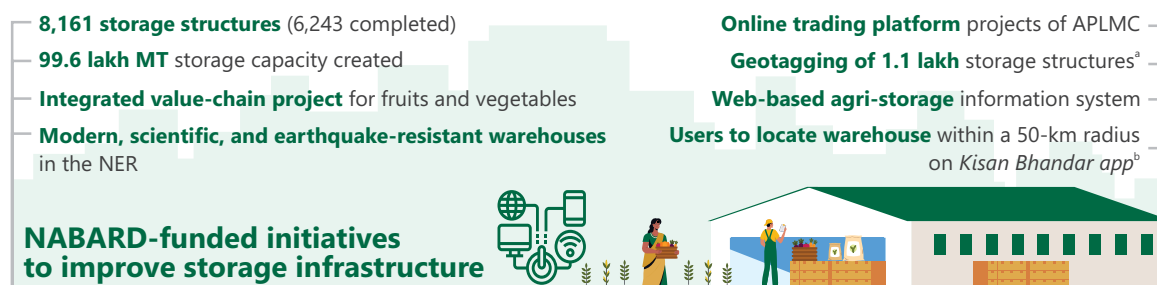 8,161 storage structures (6,243 completed)
99.6 lakh MT storage capacity created
Integrated value-chain project for fruits and vegetables
Modern, scientific, and earthquake-resistant warehouses
in the NER
Online trading platform projects of APLMC
Geotagging of 1.1 lakh storage structuresª
Web-based agri-storage information system
Users to locate warehouse within a 50-km radius
on Kisan Bhandar appᵇ
NABARD-funded initiatives
to improve storage infrastructure